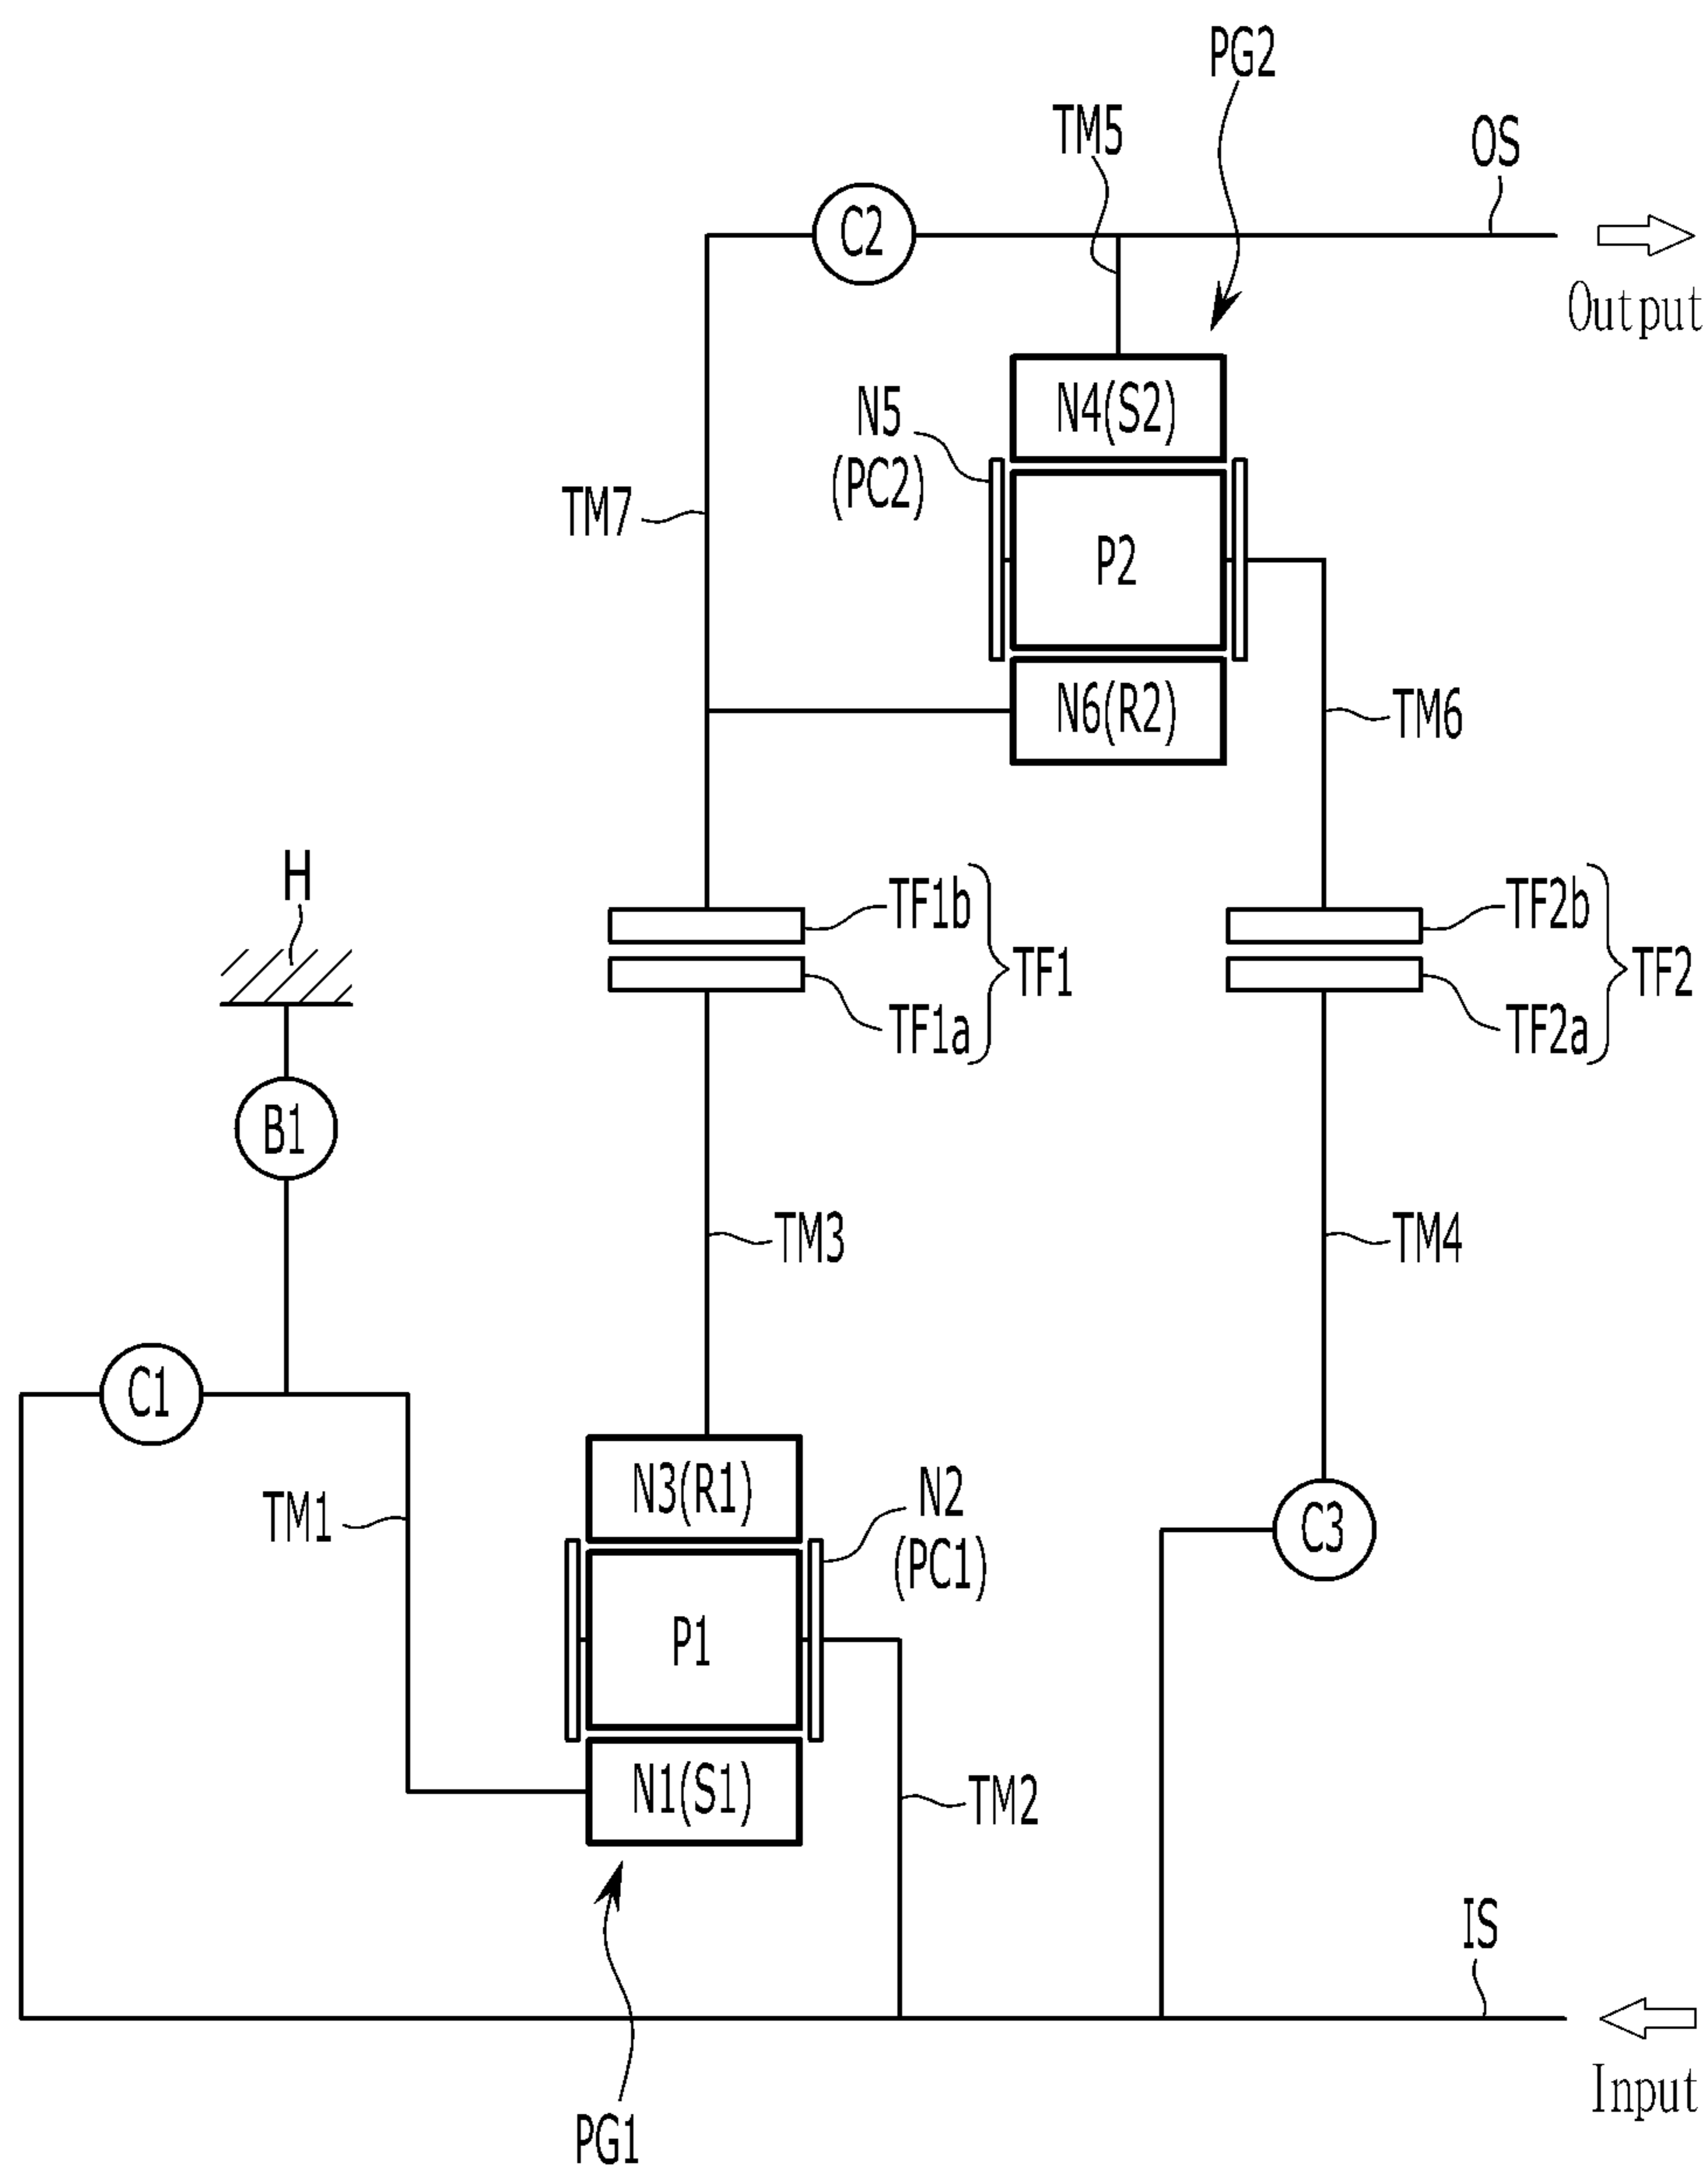 PG2
TM5
OS
C2
Output
N4(S2)
N5
(PC2)
TM7
P2
N6(R2)
TM6
H
TF1b
TF2b
TF1
TF2
TF1a
TF2a
B1
TM3
TM4
C1
N3(R1)
N2
(PC1)
TM1
C3
P1
N1(S1)
TM2
IS
Input
PG1